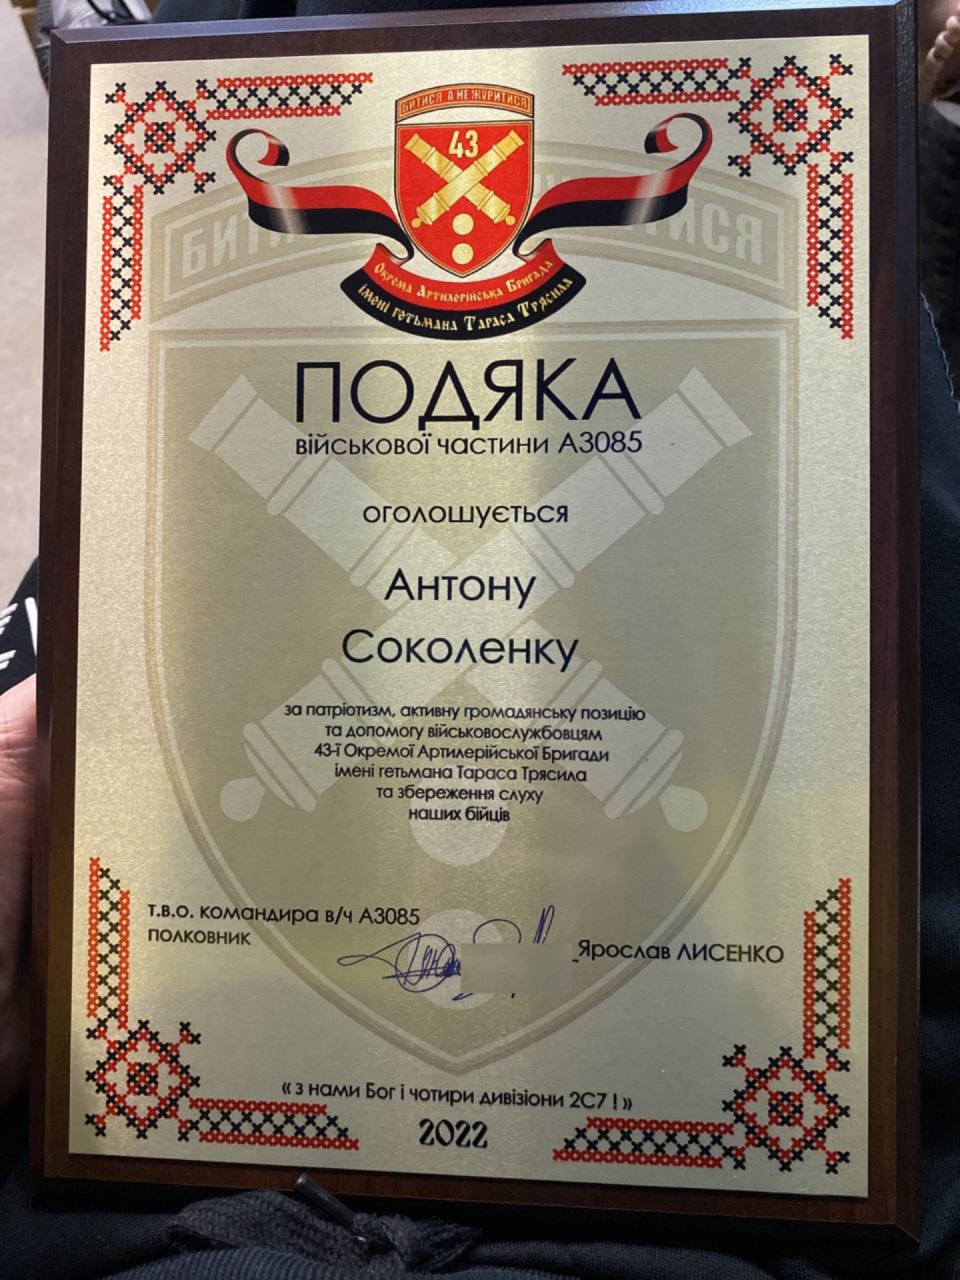 БИТИСЯ А НЕ ЖУРИТИСЯ
43
Окрема Артилерійська Бригада
імені гетьмана Тараса Трясила
ПОДЯКА
військової частини А3085
оголошується
Антону
Соколенку
за патріотизм, активну громадянську позицію
та допомогу військовослужбовцям
43-ї Окремої Артилерійської Бригади
імені гетьмана Тараса Трясила
та збереження слуху
наших бійців
т.в.о. командира в/ч А3085
полковник
Ярослав ЛИСЕНКО
« з нами Бог і чотири дивізіони 2С7 ! »
2022